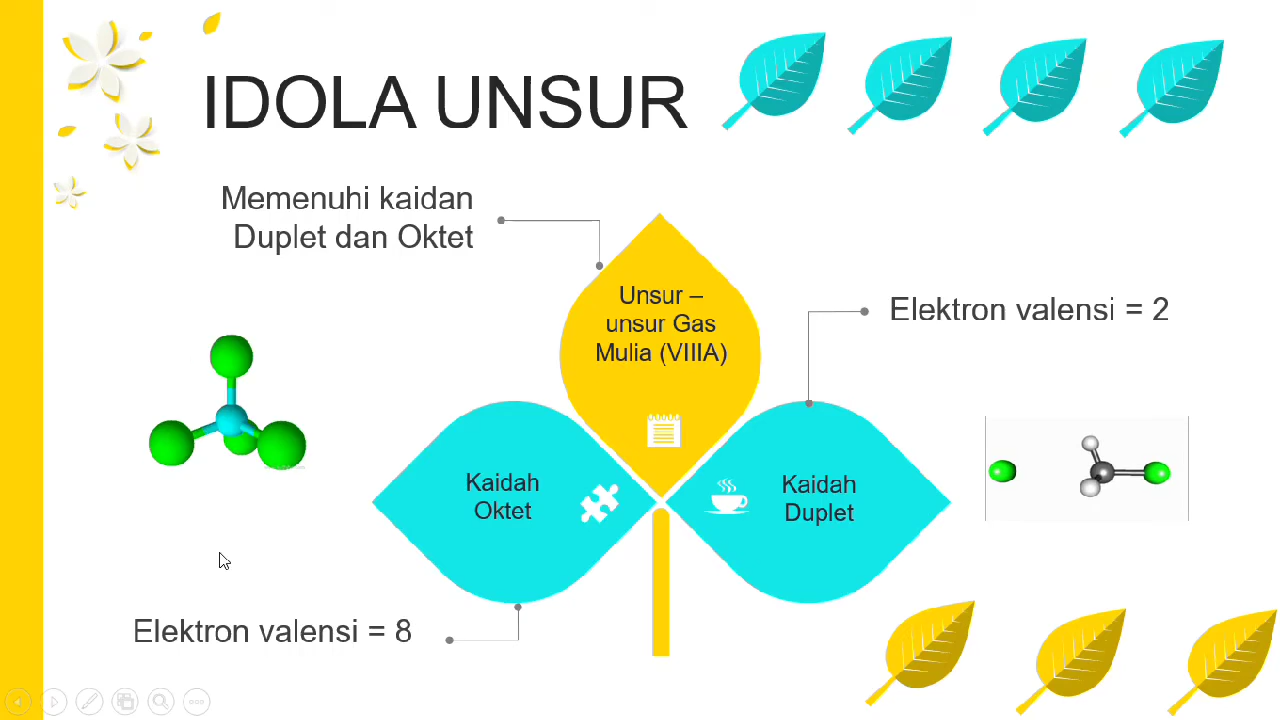 IDOLA UNSUR
Memenuhi kaidan
Duplet dan Oktet
Unsur –
unsur Gas
Mulia (VIIIA)
Elektron valensi = 2
Kaidah
Oktet
Kaidah
Duplet
Elektron valensi = 8